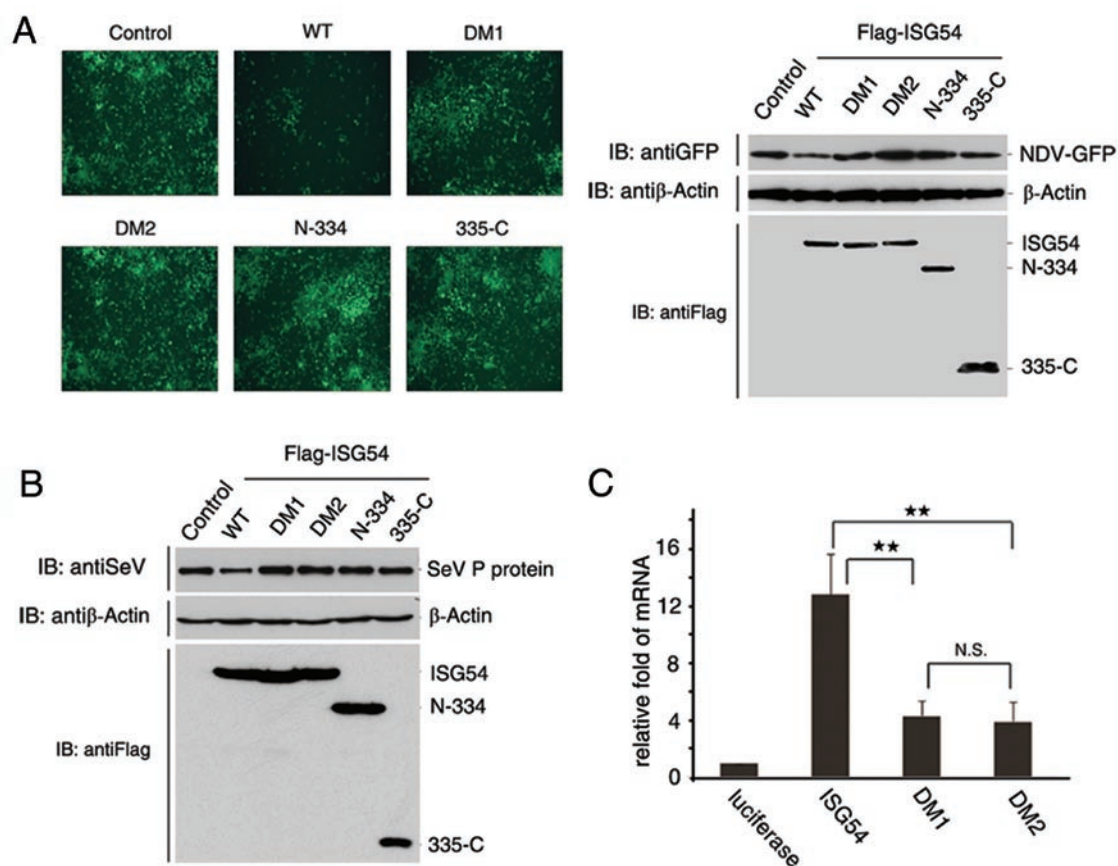 A
Control WT DM1
DM2 N-334 335-C
Flag-ISG54
Control WT DM1 DM2 N-334 335-C
IB: antiGFP NDV-GFP
IB: antiβ-Actin β-Actin
ISG54
N-334
IB: antiFlag
335-C
B
Flag-ISG54
Control WT DM1 DM2 N-334 335-C
IB: antiSeV SeV P protein
IB: antiβ-Actin β-Actin
ISG54
N-334
IB: antiFlag
335-C
C
relative fold of mRNA
16
12
8
4
0
★★
★★
N.S.
luciferase ISG54 DM1 DM2